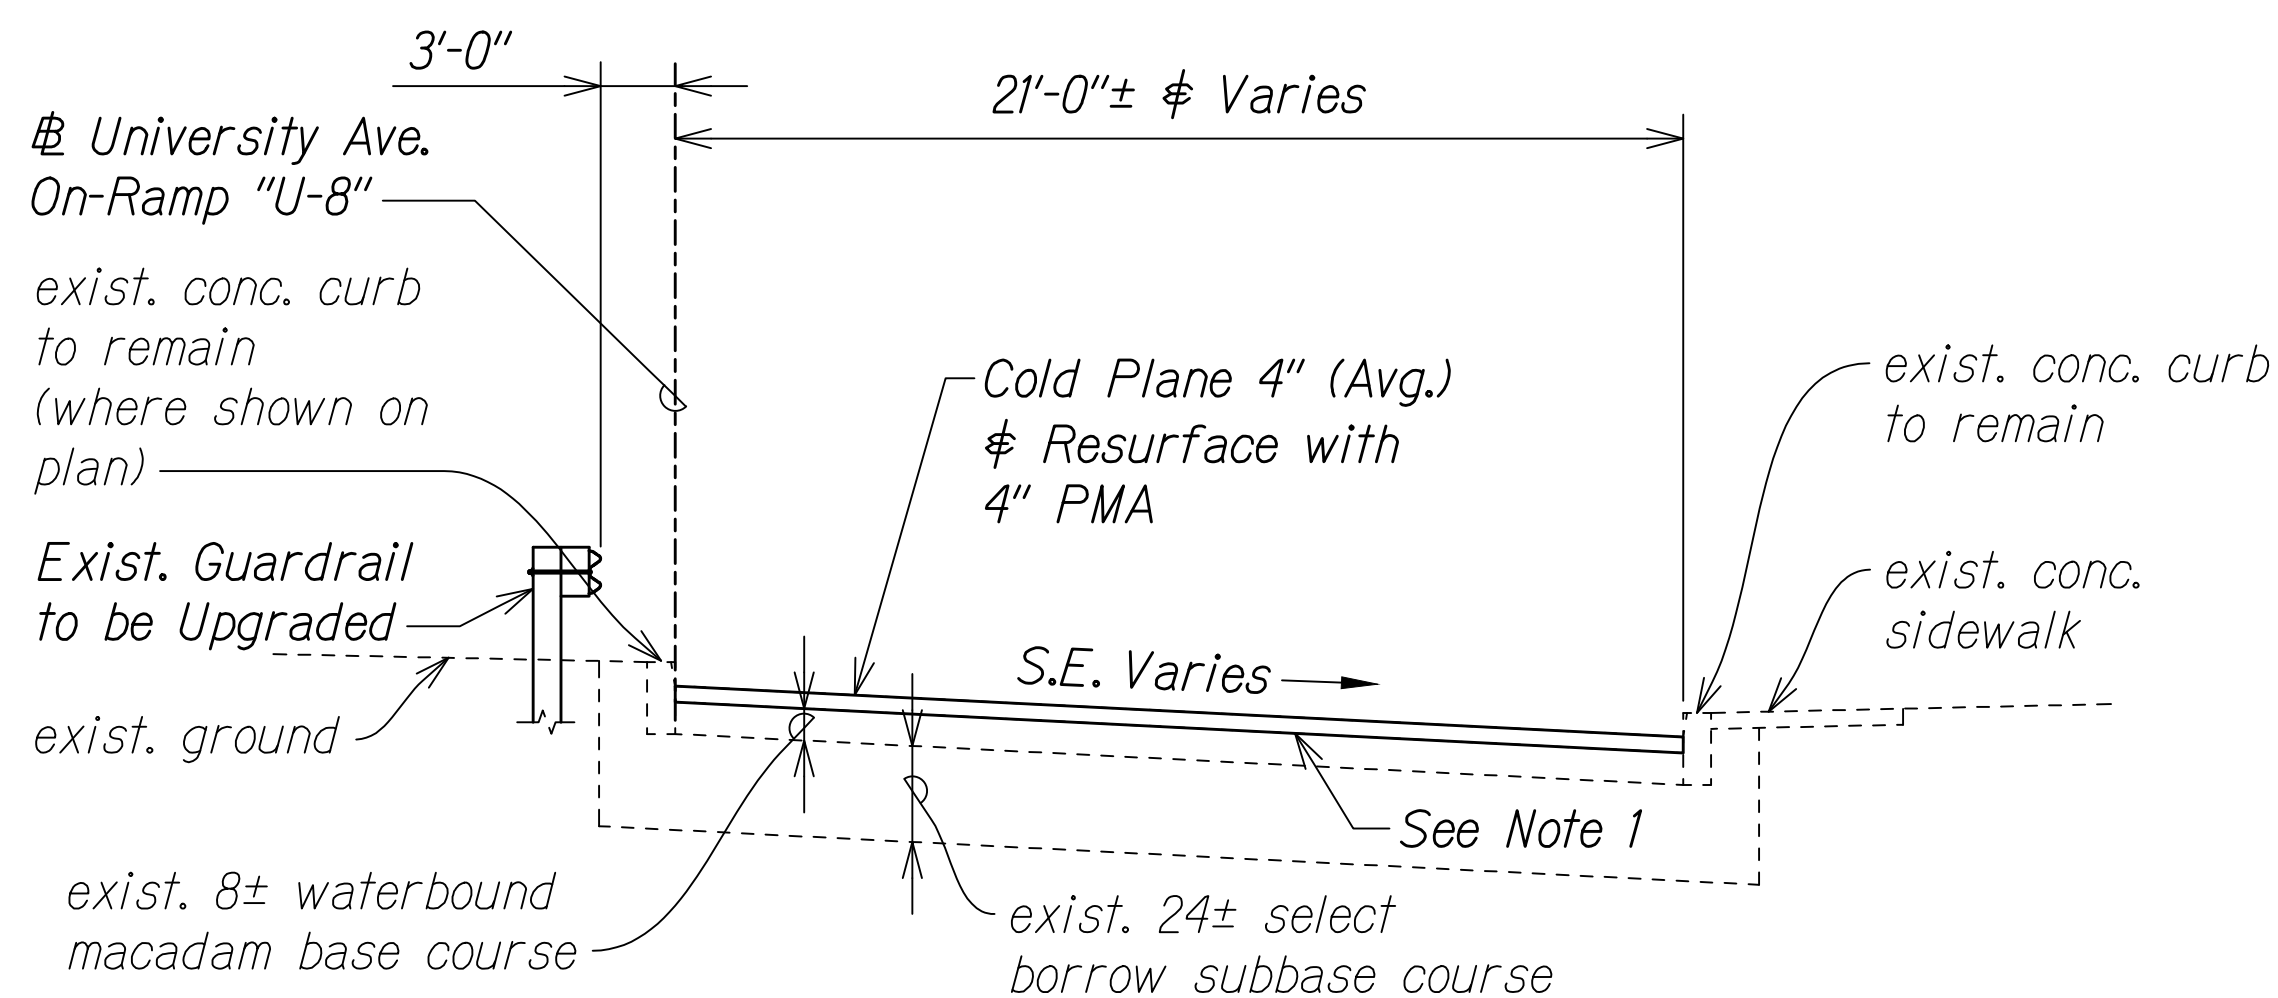 3'-0"
21'-0"± & Varies
BL University Ave.
On-Ramp "U-8"
exist. conc. curb
to remain
(where shown on
plan)
Cold Plane 4" (Avg.)
& Resurface with
4" PMA
exist. conc. curb
to remain
Exist. Guardrail
to be Upgraded
exist. conc.
sidewalk
S.E. Varies
exist. ground
See Note 1
exist. 8± waterbound
macadam base course
exist. 24± select
borrow subbase course